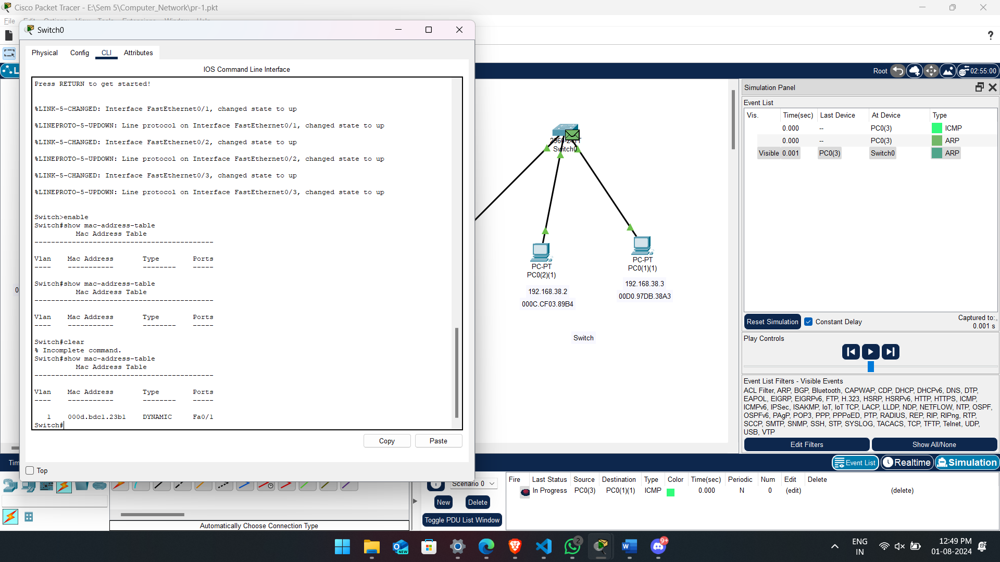 Cisco Packet Tracer - E:\Sem 5\Computer_Network\pr-1.pkt
File Edit Options View Tools Extensions Window Help
Switch0
Physical Config CLI Attributes
IOS Command Line Interface
Press RETURN to get started!
%LINK-5-CHANGED: Interface FastEthernet0/1, changed state to up
%LINEPROTO-5-UPDOWN: Line protocol on Interface FastEthernet0/1, changed state to up
%LINK-5-CHANGED: Interface FastEthernet0/2, changed state to up
%LINEPROTO-5-UPDOWN: Line protocol on Interface FastEthernet0/2, changed state to up
%LINK-5-CHANGED: Interface FastEthernet0/3, changed state to up
%LINEPROTO-5-UPDOWN: Line protocol on Interface FastEthernet0/3, changed state to up
Switch>enable
Switch#show mac-address-table
Mac Address Table
-------------------------------------------
Vlan Mac Address Type Ports
---- ----------- -------- -----
Switch#show mac-address-table
Mac Address Table
-------------------------------------------
Vlan Mac Address Type Ports
---- ----------- -------- -----
Switch#clear
% Incomplete command.
Switch#show mac-address-table
Mac Address Table
-------------------------------------------
Vlan Mac Address Type Ports
---- ----------- -------- -----
1 000d.bdc1.23b1 DYNAMIC Fa0/1
Switch#
Copy Paste
Top
Root 02:55:00
Switch0
PC-PT
PC0(2)(1)
192.168.38.2
000C.CF03.89B4
PC-PT
PC0(1)(1)
192.168.38.3
00D0.97DB.38A3
Switch
Simulation Panel
Event List
Vis. Time(sec) Last Device At Device Type
0.000 -- PC0(3) ICMP
0.000 -- PC0(3) ARP
Visible 0.001 PC0(3) Switch0 ARP
Reset Simulation Constant Delay
Captured to:
0.001 s
Play Controls
Event List Filters - Visible Events
ACL Filter, ARP, BGP, Bluetooth, CAPWAP, CDP, DHCP, DHCPv6, DNS, DTP,
EAPOL, EIGRP, EIGRPv6, FTP, H.323, HSRP, HSRPv6, HTTP, HTTPS, ICMP,
ICMPv6, IPSec, ISAKMP, IoT, IoT TCP, LACP, LLDP, NDP, NETFLOW, NTP, OSPF,
OSPFv6, PAgP, POP3, PPP, PPPoED, PTP, RADIUS, REP, RIP, RIPng, RTP,
SCCP, SMTP, SNMP, SSH, STP, SYSLOG, TACACS, TCP, TFTP, Telnet, UDP,
USB, VTP
Edit Filters Show All/None
Event List Realtime Simulation
Scenario 0
New Delete
Toggle PDU List Window
Automatically Choose Connection Type
Fire Last Status Source Destination Type Color Time(sec) Periodic Num Edit Delete
In Progress PC0(3) PC0(1)(1) ICMP 0.000 N 0 (edit) (delete)
NEW
2
9+
ENG
IN
12:49 PM
01-08-2024